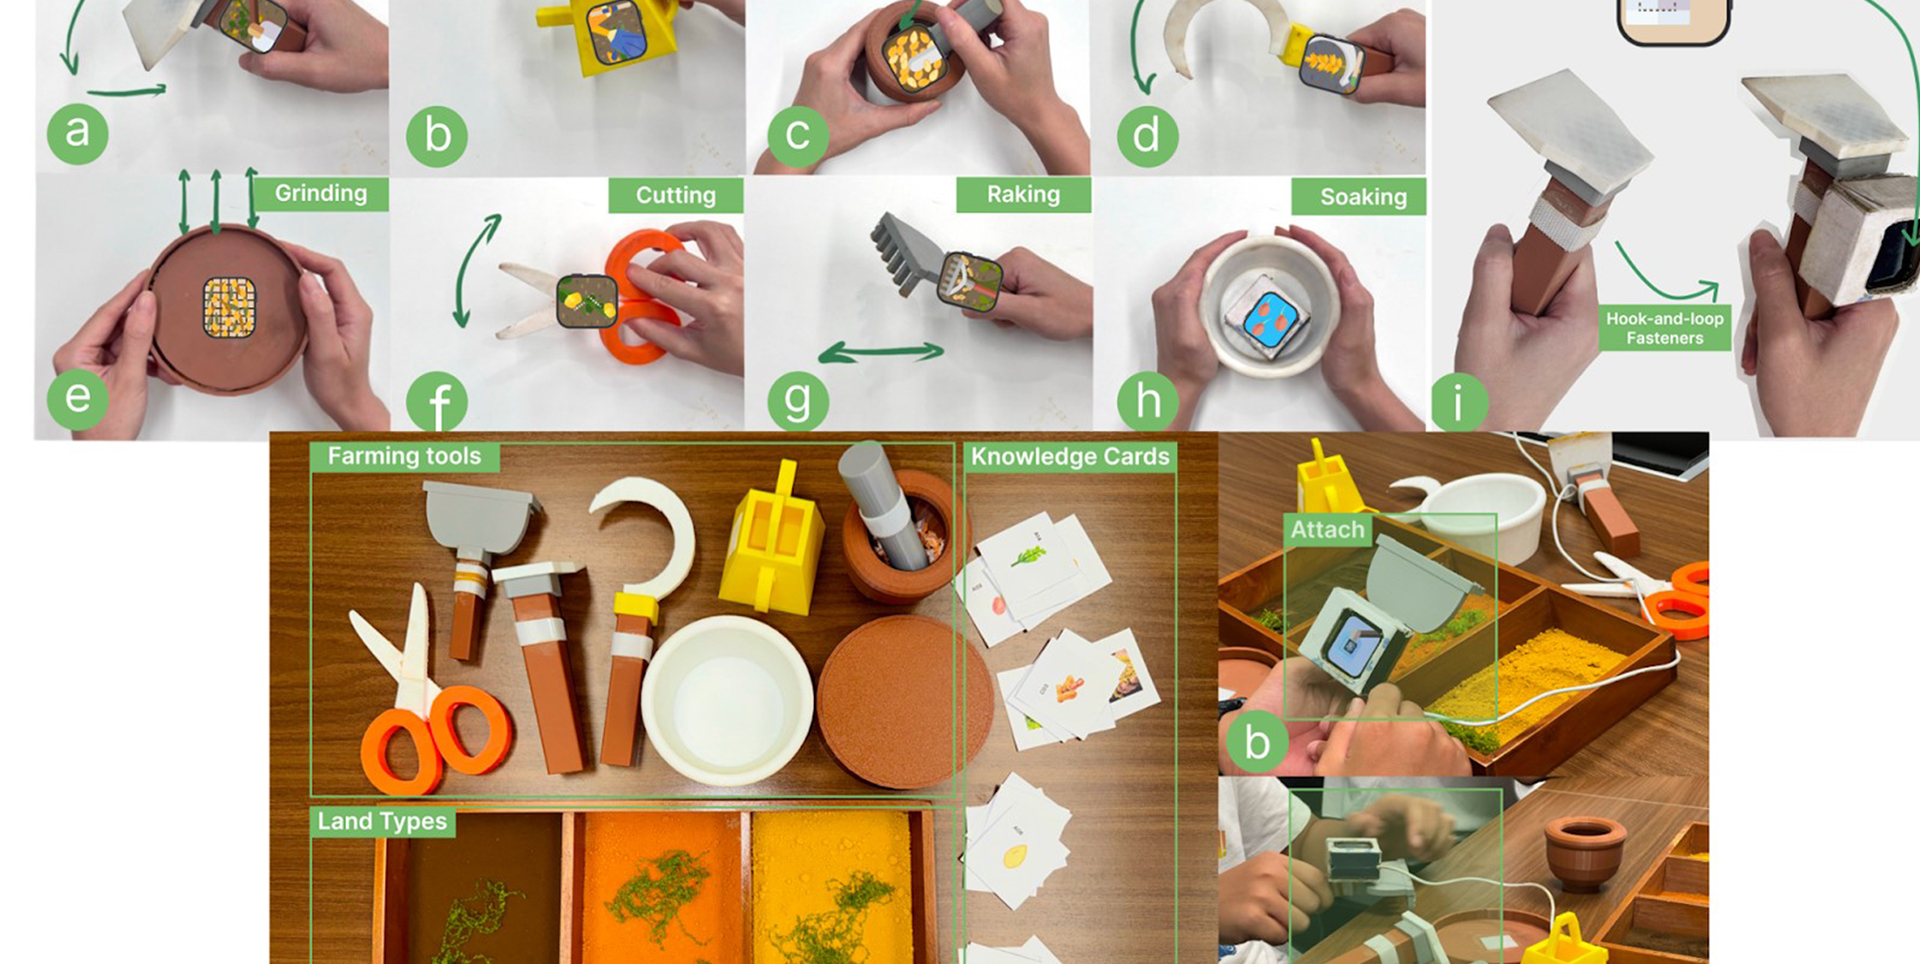 a
b
c
d
Grinding
Cutting
Raking
Soaking
Hook-and-loop
Fasteners
e
f
g
h
i
Farming tools
Knowledge Cards
Attach
b
Land Types